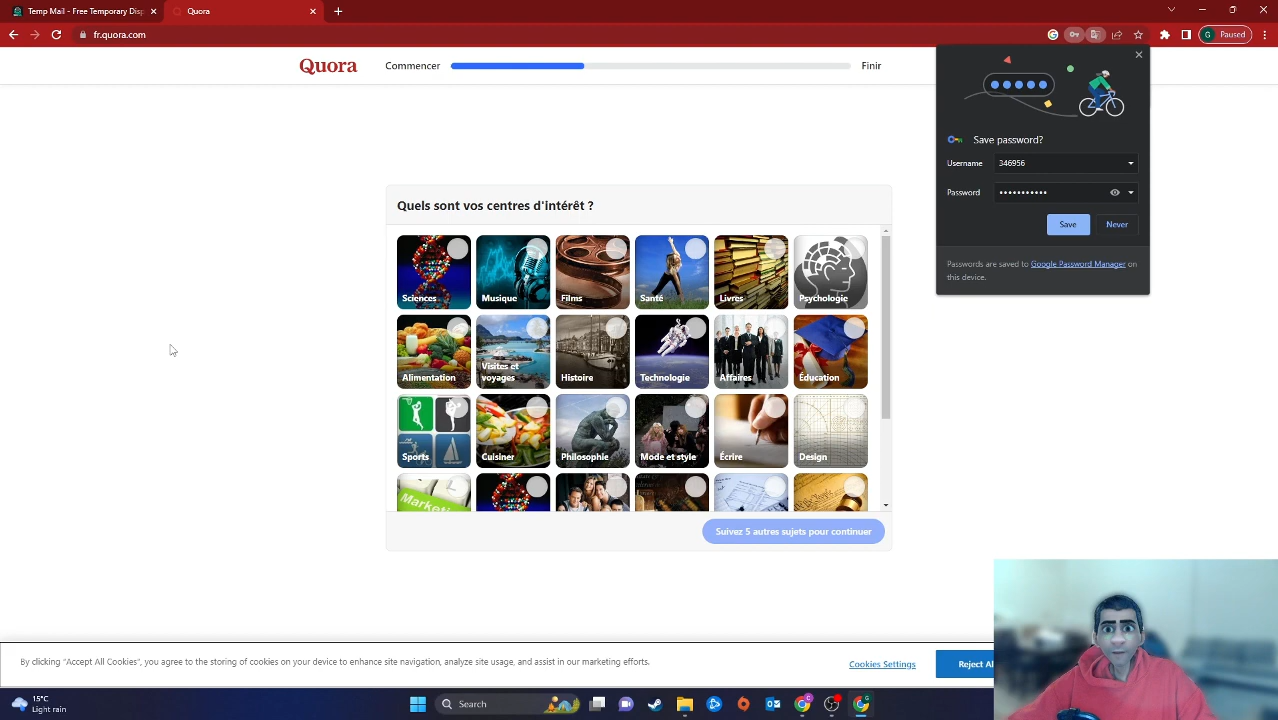 Temp Mail - Free Temporary Disp
Quora
fr.quora.com
G
Paused
Quora
Commencer
Finir
Save password?
Username
346956
Password
•••••••••••
Save
Never
Passwords are saved to Google Password Manager on
this device.
Quels sont vos centres d'intérêt ?
Sciences
Musique
Films
Santé
Livres
Psychologie
Alimentation
Visites et
voyages
Histoire
Technologie
Affaires
Éducation
Sports
Cuisiner
Philosophie
Mode et style
Écrire
Design
Marketi
Suivez 5 autres sujets pour continuer
By clicking “Accept All Cookies”, you agree to the storing of cookies on your device to enhance site navigation, analyze site usage, and assist in our marketing efforts.
Cookies Settings
Reject Al
15°C
Light rain
Search